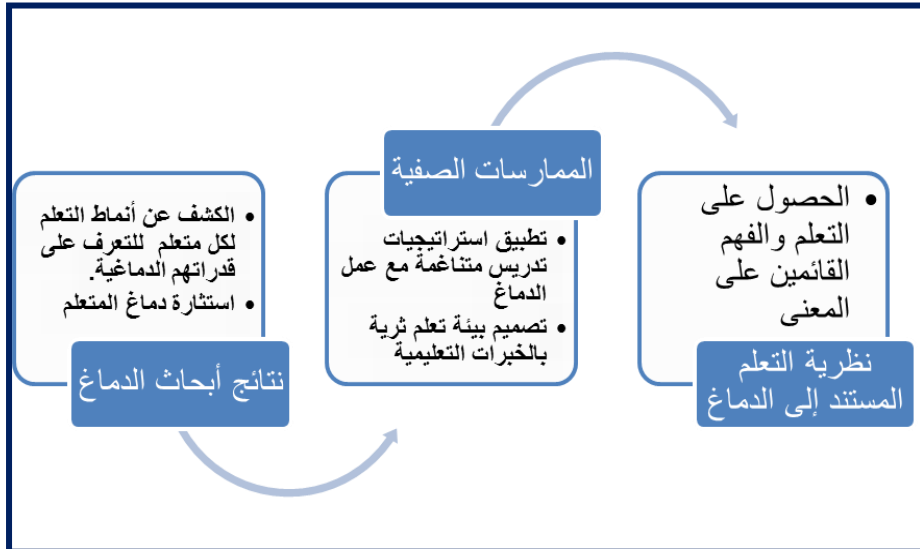 الكشف عن أنماط التعلم
لكل متعلم للتعرف على
قدراتهم الدماغية.
استثارة دماغ المتعلم
نتائج أبحاث الدماغ
الممارسات الصفية
تطبيق استراتيجيات
تدريس متناغمة مع عمل
الدماغ
تصميم بيئة تعلم ثرية
بالخبرات التعليمية
الحصول على
التعلم والفهم
القائمين على
المعنى
نظرية التعلم
المستند إلى الدماغ